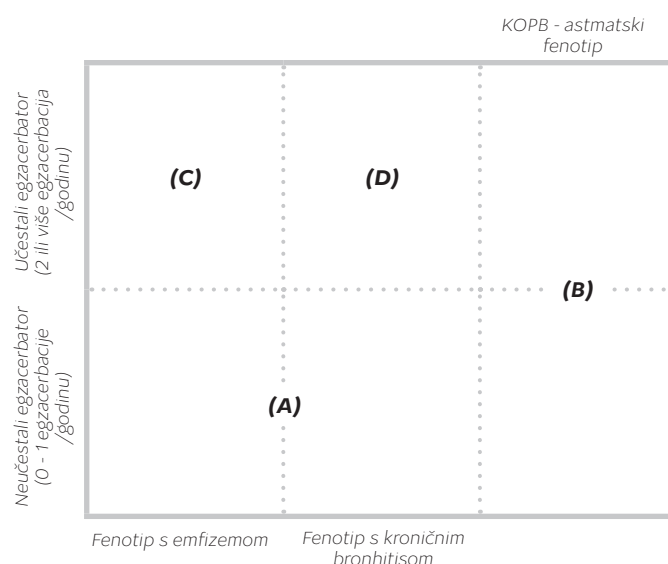 KOPB - astmatski
fenotip
Učestali egzacerbator
(2 ili više egzacerbacija
/godinu)
(C)
(D)
(B)
Neučestali egzacerbator
(0 - 1 egzacerbacije
/godinu)
(A)
Fenotip s emfizemom
Fenotip s kroničnim
bronhitisom